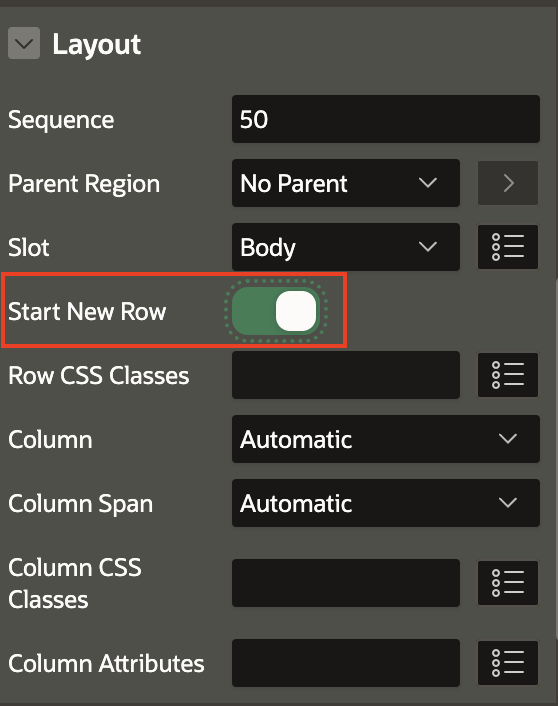 Layout
Sequence 50
Parent Region No Parent
Slot Body
Start New Row
Row CSS Classes
Column Automatic
Column Span Automatic
Column CSS
Classes
Column Attributes